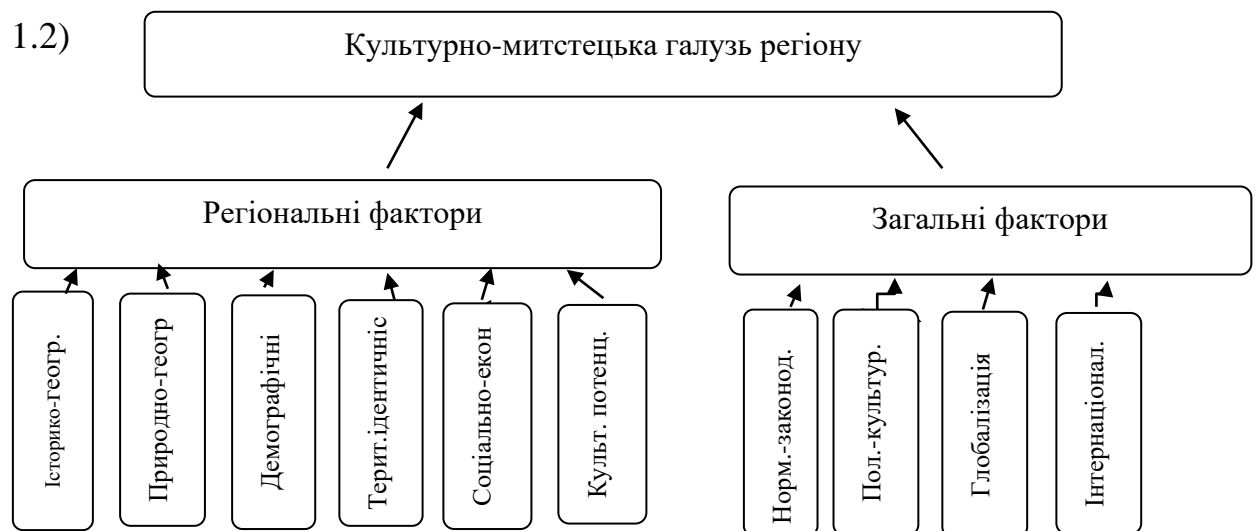 1.2)
Культурно-митстецька галузь регіону
Регіональні фактори
Загальні фактори
Історико-геогр.
Природно-геогр
Демографічні
Терит.ідентичніс
Соціально-екон
Культ. потенц.
Норм.-законод.
Пол.-культур.
Глобалізація
Інтернаціонал.